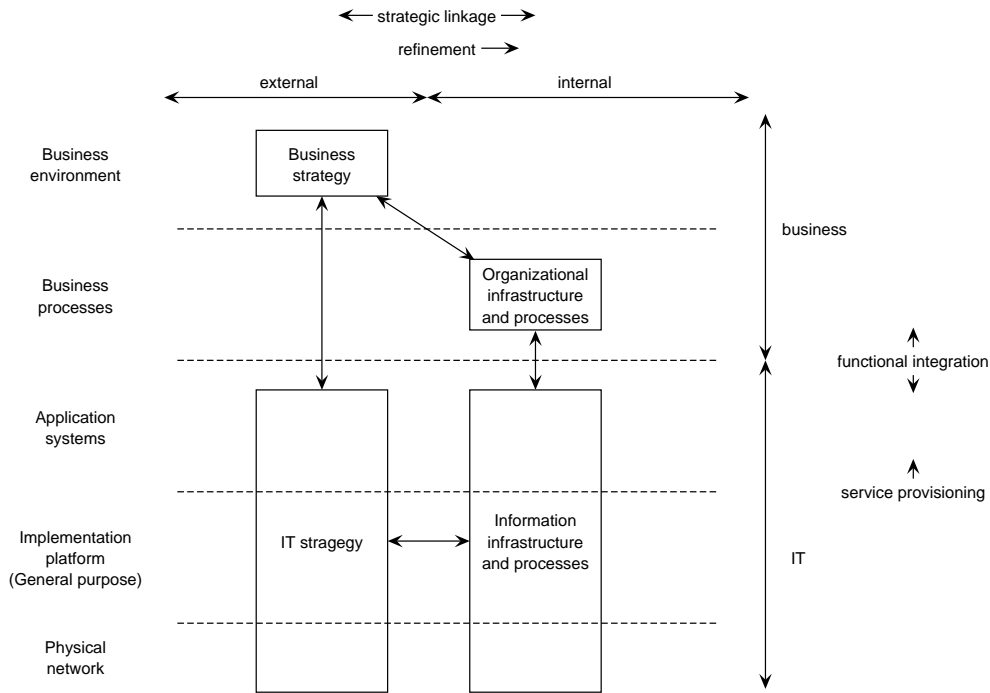 strategic linkage
refinement
external
internal
Business
environment
Business
strategy
business
Business
processes
Organizational
infrastructure
and processes
functional integration
Application
systems
service provisioning
Implementation
platform
(General purpose)
IT stragegy
Information
infrastructure
and processes
IT
Physical
network